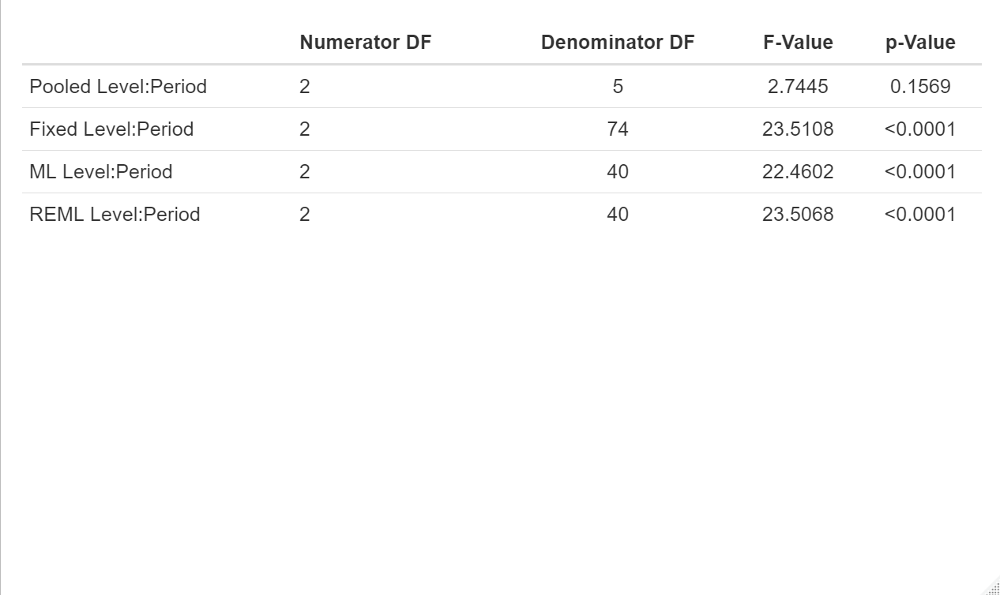 Numerator DF Denominator DF F-Value p-Value
Pooled Level:Period 2 5 2.7445 0.1569
Fixed Level:Period 2 74 23.5108 <0.0001
ML Level:Period 2 40 22.4602 <0.0001
REML Level:Period 2 40 23.5068 <0.0001